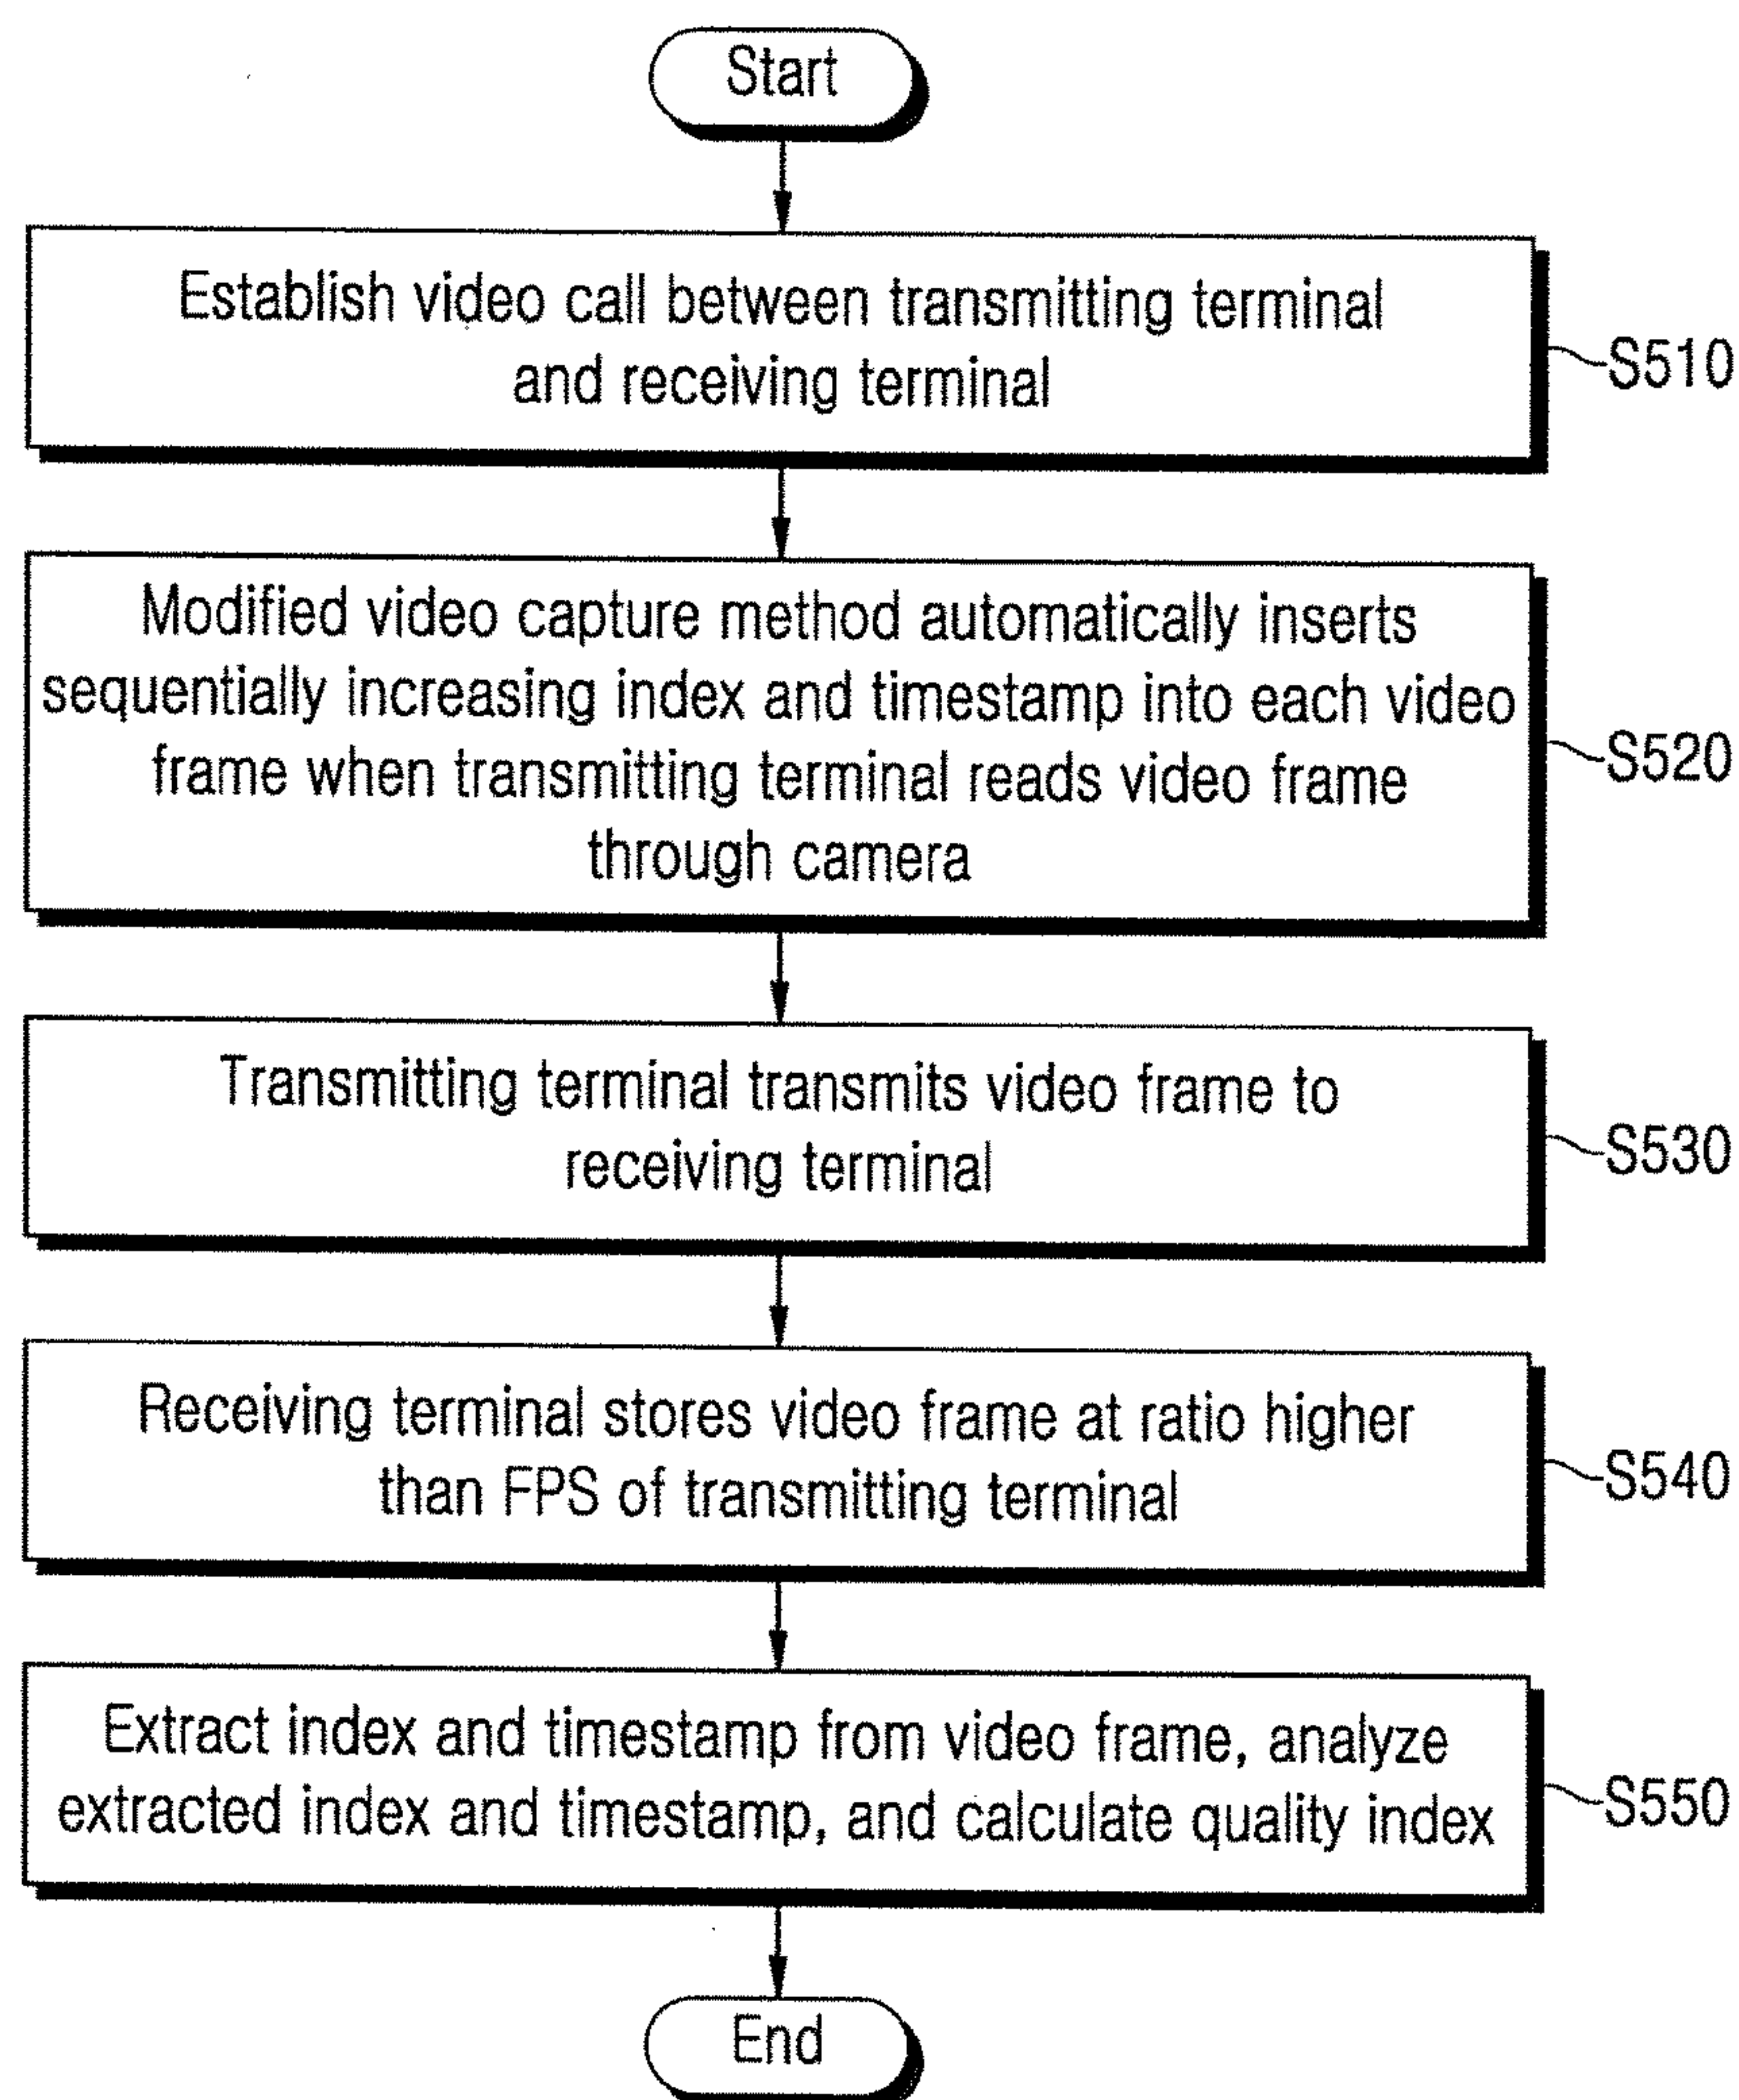 Start
Establish video call between transmitting terminal
and receiving terminal
S510
Modified video capture method automatically inserts
sequentially increasing index and timestamp into each video
frame when transmitting terminal reads video frame
through camera
S520
Transmitting terminal transmits video frame to
receiving terminal
S530
Receiving terminal stores video frame at ratio higher
than FPS of transmitting terminal
S540
Extract index and timestamp from video frame, analyze
extracted index and timestamp, and calculate quality index
S550
End